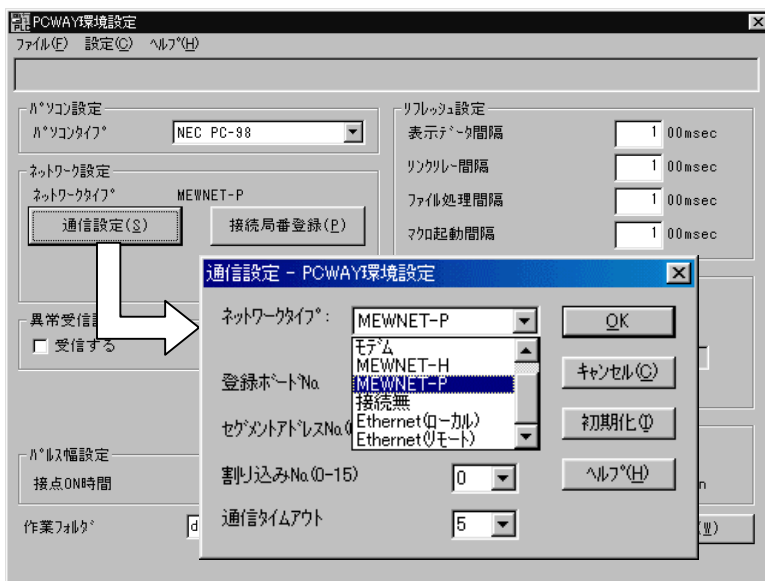 PCWAY環境設定
ファイル(F) 設定(C) ヘルプ(H)
パソコン設定
パソコンタイプ NEC PC-98
ネットワーク設定
ネットワークタイプ MEWNET-P
通信設定(S) 接続局番登録(P)
リフレッシュ設定
表示データ間隔 1 00msec
リンクリレー間隔 1 00msec
ファイル処理間隔 1 00msec
マクロ起動間隔 1 00msec
異常受信
受信する
パルス幅設定
接点ON時間
作業フォルダ d
(W)
通信設定 - PCWAY環境設定
ネットワークタイプ: MEWNET-P
モデム
MEWNET-H
MEWNET-P
接続無
Ethernet(ローカル)
Ethernet(リモート)
登録ボードNo.
セグメントアドレスNo.(
割り込みNo.(0-15) 0
通信タイムアウト 5
OK
キャンセル(C)
初期化(I)
ヘルプ(H)